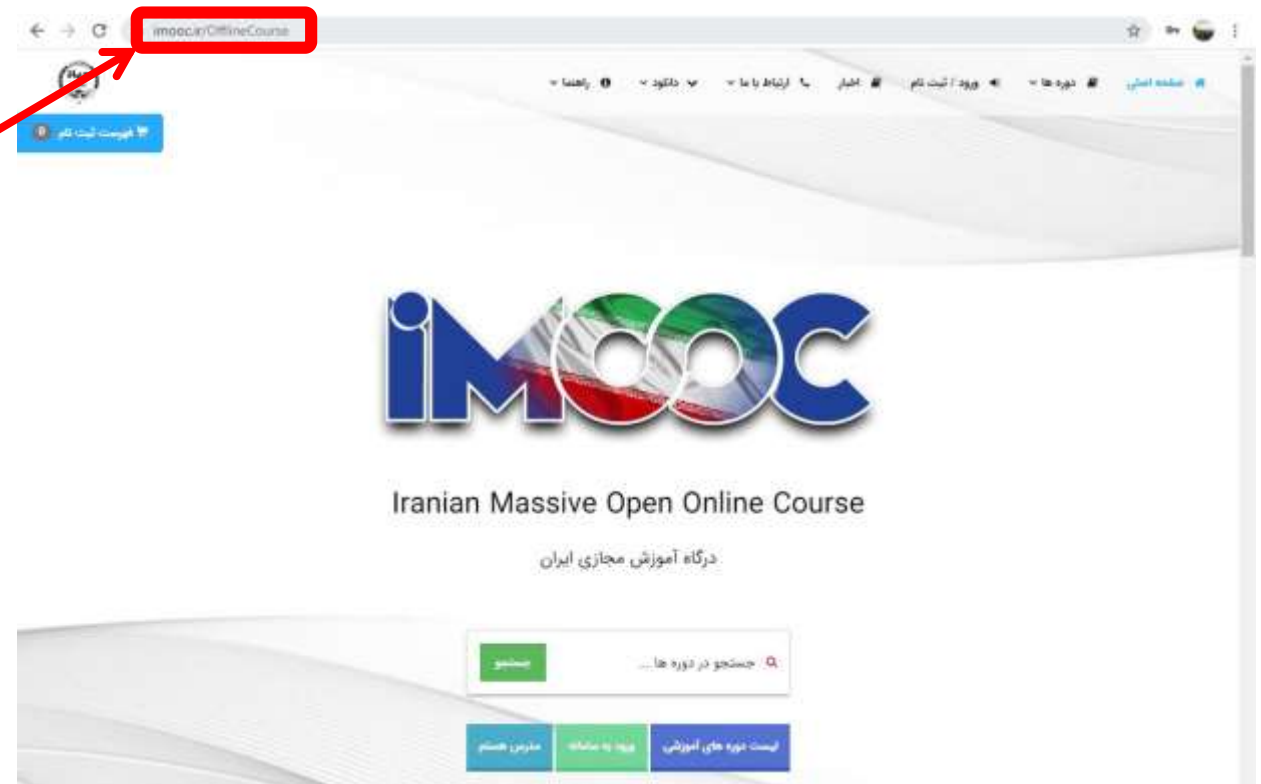 imooc.ir/OfflineCourse
صفحه اصلی دوره ها ورود / ثبت نام اخبار ارتباط با ما دانلود راهنما
فهرست ثبت نام 0
iMOOC
Iranian Massive Open Online Course
درگاه آموزش مجازی ایران
جستجو در دوره ها ... جستجو
لیست دوره های آموزشی ورود به سامانه مدرس هستم